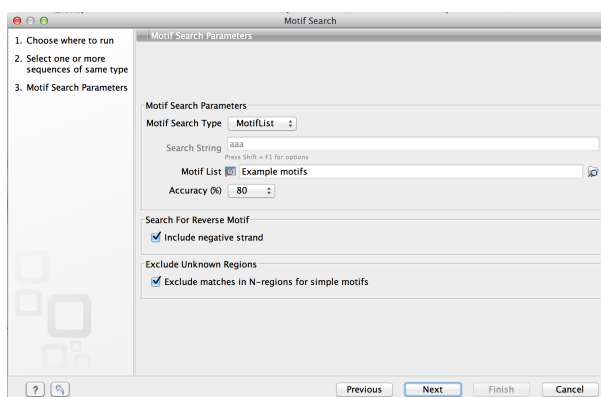 Motif Search
1. Choose where to run
2. Select one or more
sequences of same type
3. Motif Search Parameters
Motif Search Parameters
Motif Search Parameters
Motif Search Type MotifList
Search String aaa
Press Shift + F1 for options
Motif List Example motifs
Accuracy (%) 80
Search For Reverse Motif
Include negative strand
Exclude Unknown Regions
Exclude matches in N-regions for simple motifs
? Previous Next Finish Cancel